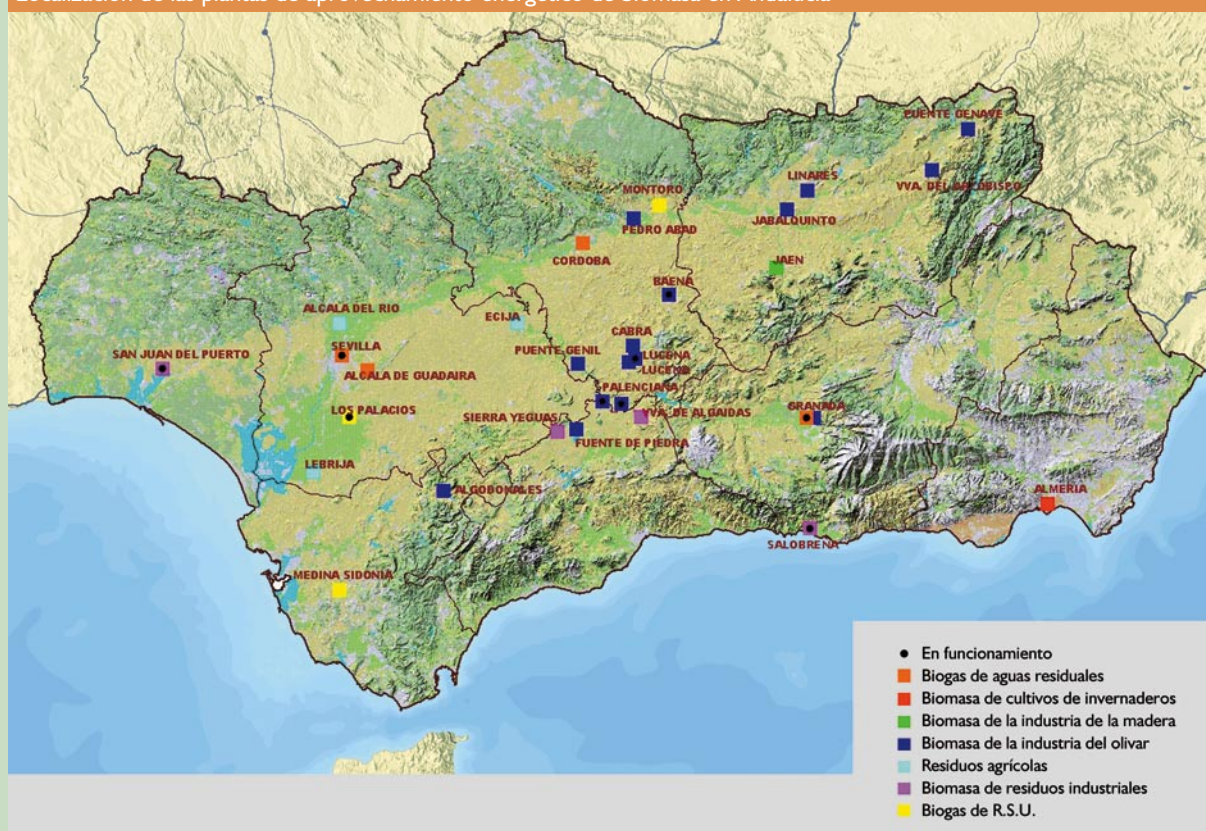 Localización de las plantas de aprovechamiento energético de biomasa en Andalucía
PUENTE GENAVE
LINARES
VVA. DEL ARZOBISPO
MONTORO
JABALQUINTO
PEDRO ABAD
CORDOBA
JAEN
BAENA
ALCALA DEL RIO
ECIJA
CABRA
SEVILLA
PUENTE GENIL
LUCENA
SAN JUAN DEL PUERTO
LUCENA
ALCALA DE GUADAIRA
PALENCIANA
LOS PALACIOS
SIERRA YEGUAS
VVA. DE ALGAIDAS
GRANADA
FUENTE DE PIEDRA
LEBRIJA
ALGODONALES
ALMERIA
SALOBRENA
MEDINA SIDONIA
En funcionamiento
Biogas de aguas residuales
Biomasa de cultivos de invernaderos
Biomasa de la industria de la madera
Biomasa de la industria del olivar
Residuos agrícolas
Biomasa de residuos industriales
Biogas de R.S.U.